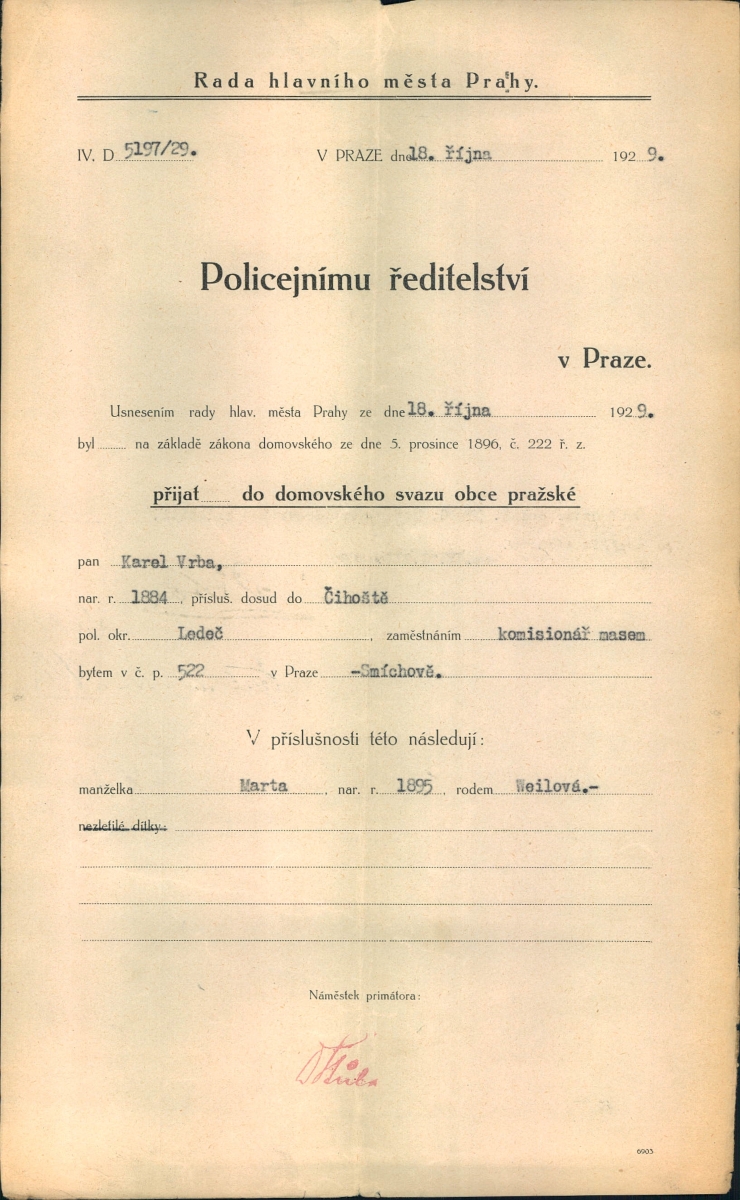 Rada hlavního města Prahy.
IV. D 5197/29. V PRAZE dne 18. října 1929.
Policejnímu ředitelství
v Praze.
Usnesením rady hlav. města Prahy ze dne 18. října 1929.
byl ........ na základě zákona domovského ze dne 5. prosince 1896, č. 222 ř. z.
přijat ........ do domovského svazu obce pražské
pan Karel Vrba,
nar. r. 1884, přísluš. dosud do Čihoště
pol. okr. Ledeč, zaměstnáním komisionář masem
bytem v č. p. 522 v Praze -Smíchově.
V příslušnosti této následují:
manželka Marta, nar. r. 1895, rodem Weilová.-
nezletilé dítky:
Náměstek primátora:
6903